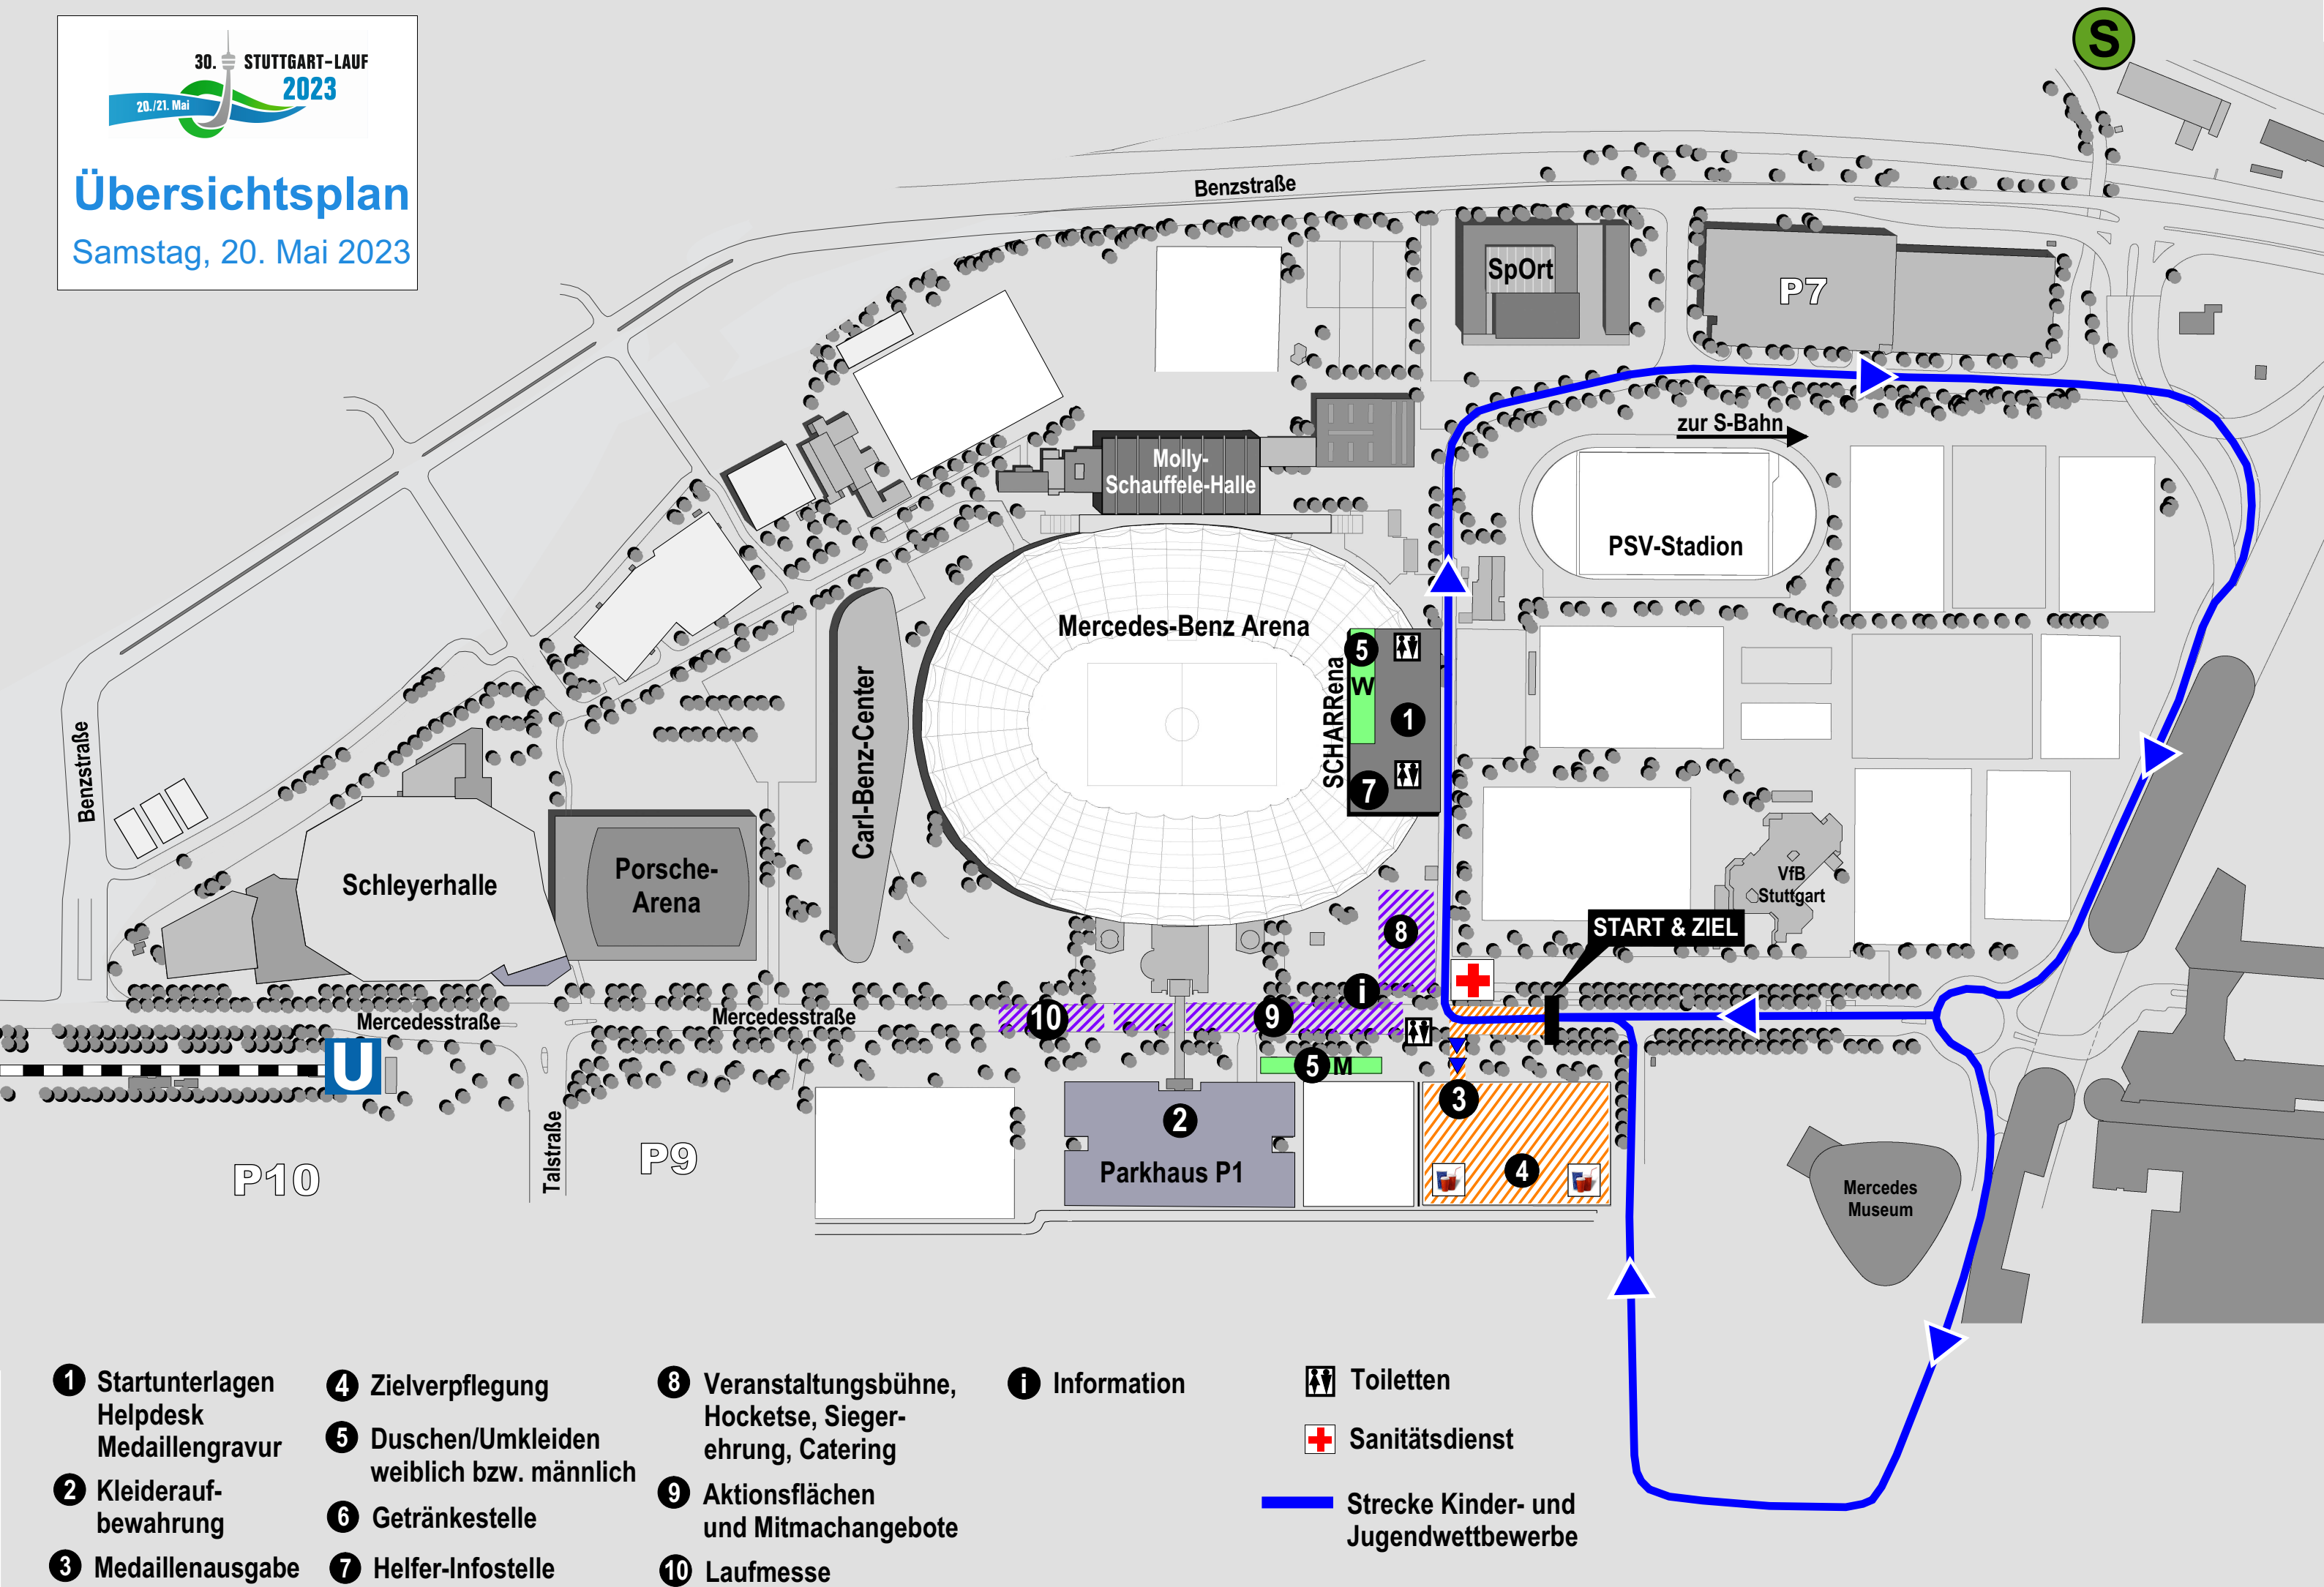 30. STUTTGART-LAUF
2023
20./21. Mai
Übersichtsplan
Samstag, 20. Mai 2023
S
Benzstraße
SpOrt
P7
zur S-Bahn
Molly-
Schauffele-Halle
PSV-Stadion
Mercedes-Benz Arena
5
W
1
7
SCHARRena
Carl-Benz-Center
Benzstraße
Schleyerhalle
Porsche-
Arena
VfB
Stuttgart
START & ZIEL
8
i
10
9
Mercedesstraße
Mercedesstraße
U
5 M
3
2
4
Talstraße
P10
P9
Parkhaus P1
Mercedes
Museum
1 Startunterlagen
Helpdesk
Medaillengravur
2 Kleiderauf-
bewahrung
3 Medaillenausgabe
4 Zielverpflegung
5 Duschen/Umkleiden
weiblich bzw. männlich
6 Getränkestelle
7 Helfer-Infostelle
8 Veranstaltungsbühne,
Hocketse, Sieger-
ehrung, Catering
9 Aktionsflächen
und Mitmachangebote
10 Laufmesse
i Information
Toiletten
Sanitätsdienst
Strecke Kinder- und
Jugendwettbewerbe